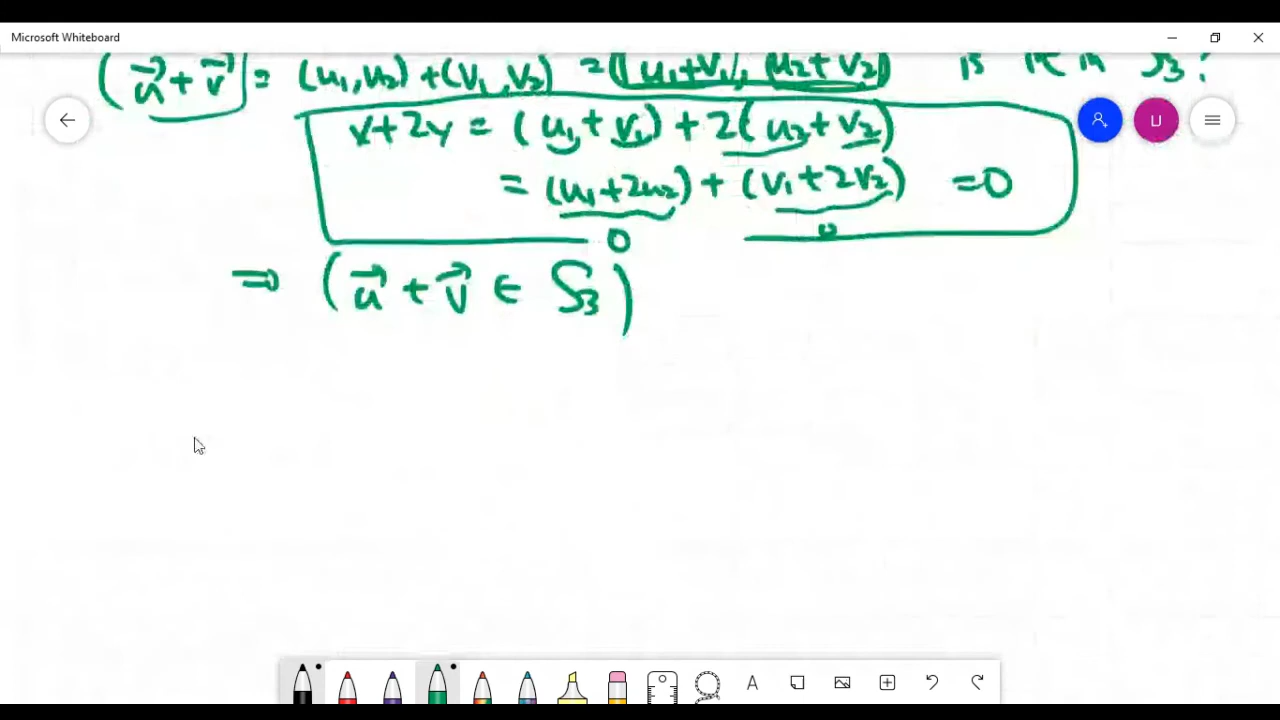 Microsoft Whiteboard
(u⃗ + v⃗) = (u₁,u₂) + (v₁,v₂) = (u₁+v₁, u₂+v₂) is it in S₃?
x+2y = (u₁ + v₁) + 2(u₂+v₂)
= (u₁+2u₂) + (v₁+2v₂) = 0
0 0
⇒ (u⃗ + v⃗ ∈ S₃)
U
A